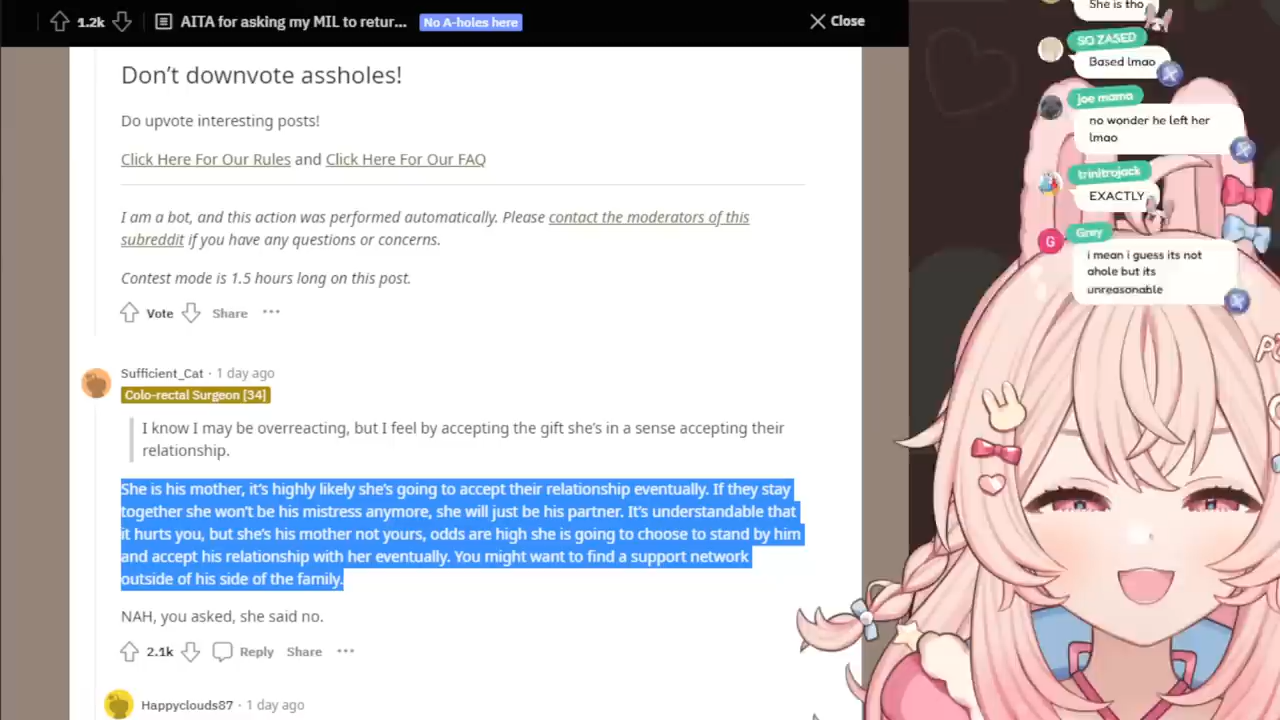 1.2k
AITA for asking my MIL to retur...
No A-holes here
Close
Don't downvote assholes!
Do upvote interesting posts!
Click Here For Our Rules and Click Here For Our FAQ
I am a bot, and this action was performed automatically. Please contact the moderators of this
subreddit if you have any questions or concerns.
Contest mode is 1.5 hours long on this post.
Vote
Share
Sufficient_Cat · 1 day ago
Colo-rectal Surgeon [34]
I know I may be overreacting, but I feel by accepting the gift she's in a sense accepting their
relationship.
She is his mother, it's highly likely she's going to accept their relationship eventually. If they stay
together she won't be his mistress anymore, she will just be his partner. It's understandable that
it hurts you, but she's his mother not yours, odds are high she is going to choose to stand by him
and accept his relationship with her eventually. You might want to find a support network
outside of his side of the family.
NAH, you asked, she said no.
2.1k
Reply
Share
Happyclouds87 · 1 day ago
She is tho
SO ZASED
Based lmao
joe mama
no wonder he left her
lmao
trinitrojack
EXACTLY
G
Grey
i mean i guess its not
ahole but its
unreasonable